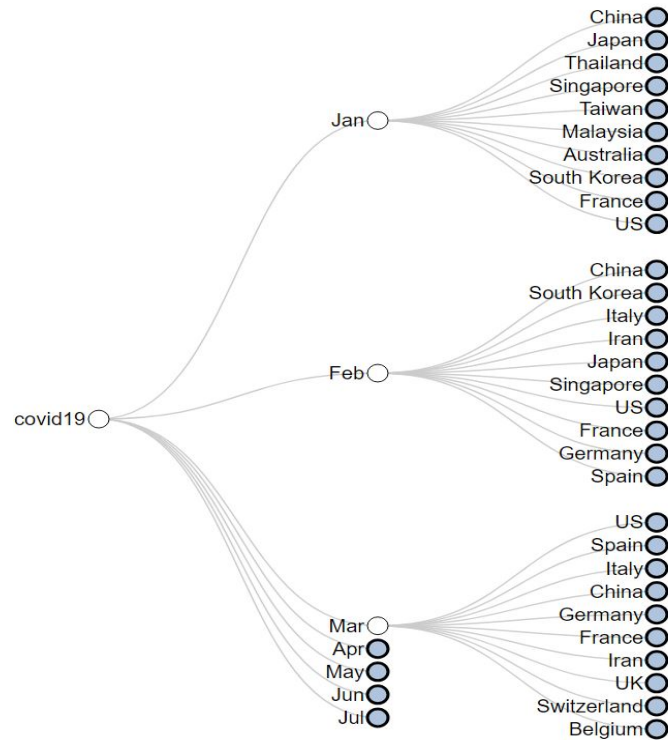 covid19
Jan
China
Japan
Thailand
Singapore
Taiwan
Malaysia
Australia
South Korea
France
US
Feb
China
South Korea
Italy
Iran
Japan
Singapore
US
France
Germany
Spain
Mar
US
Spain
Italy
China
Germany
France
Iran
UK
Switzerland
Belgium
Apr
May
Jun
Jul